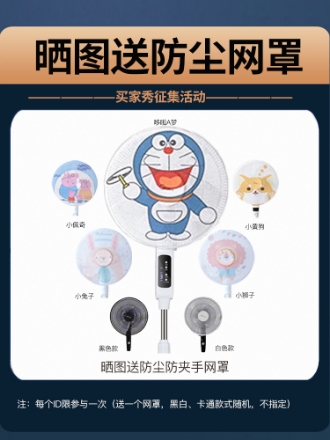 晒图送防尘网罩
买家秀征集活动
哆啦A梦
小佩奇
小黄狗
小兔子
小狮子
黑色款
白色款
晒图送防尘防夹手网罩
注：每个ID限参与一次（送一个网罩，黑白、卡通款式随机，不指定）